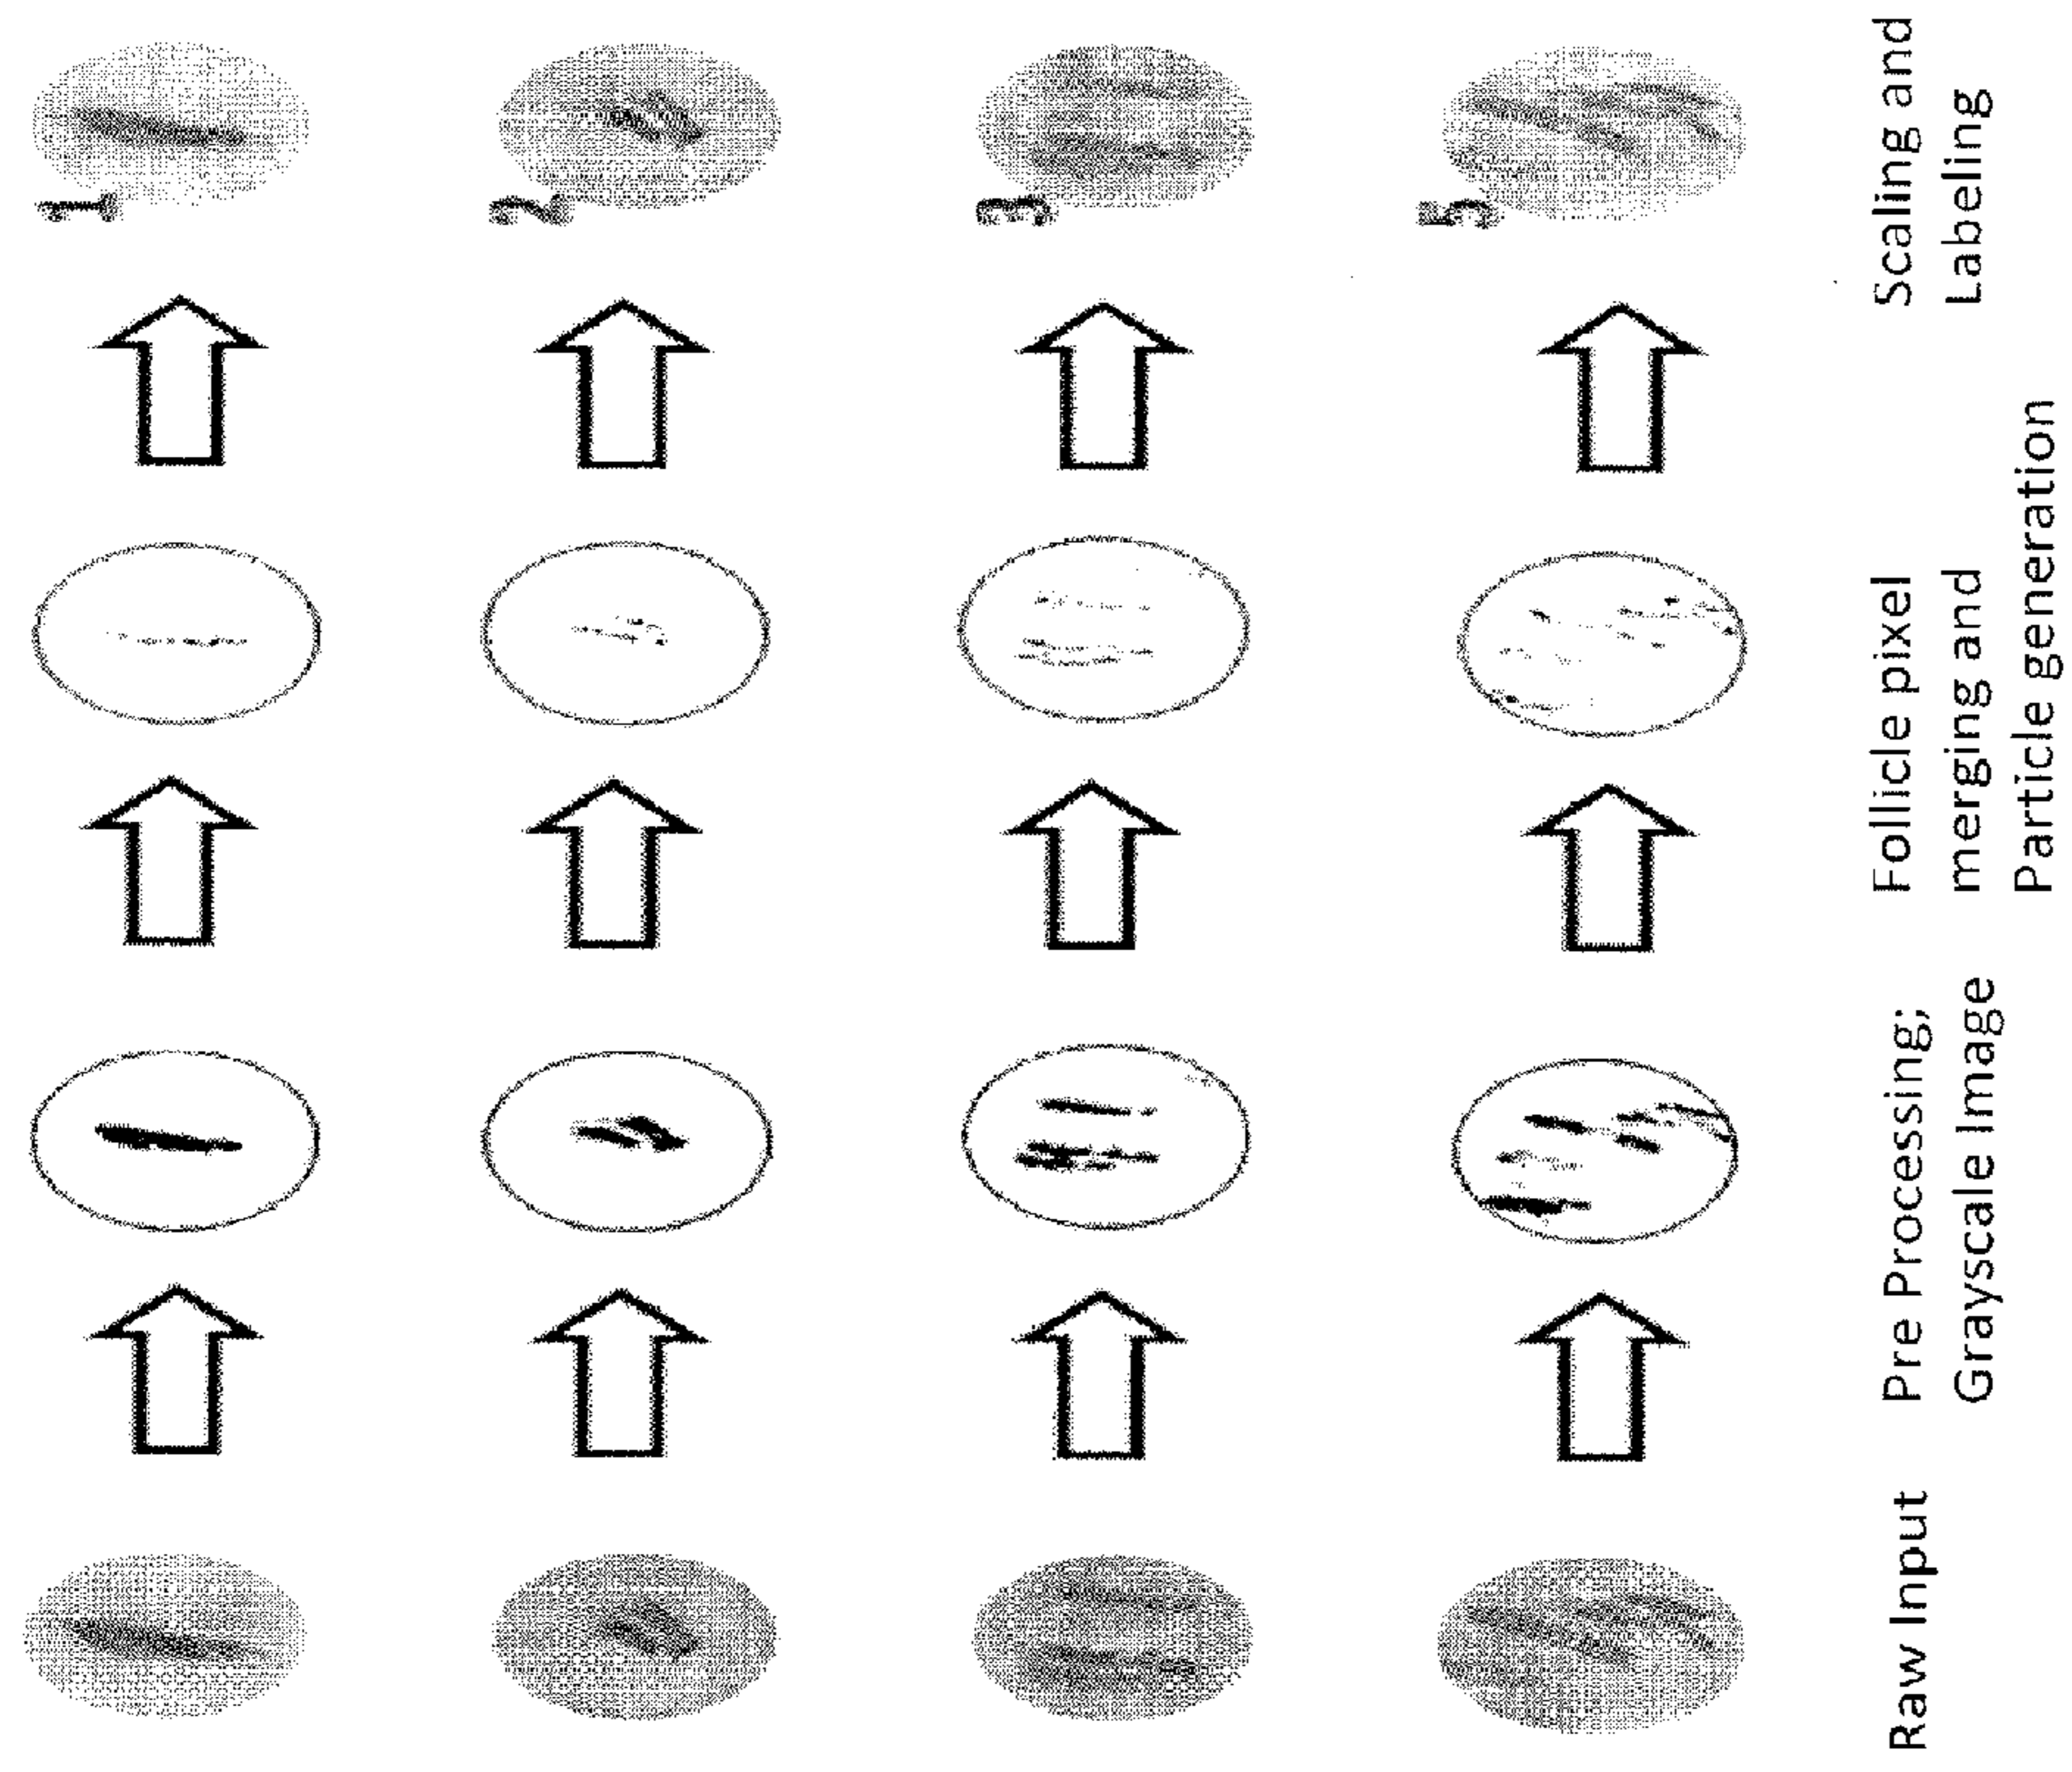 1
2
3
5
Raw Input
Pre Processing;
Grayscale Image
Follicle pixel
merging and
Particle generation
Scaling and
Labeling